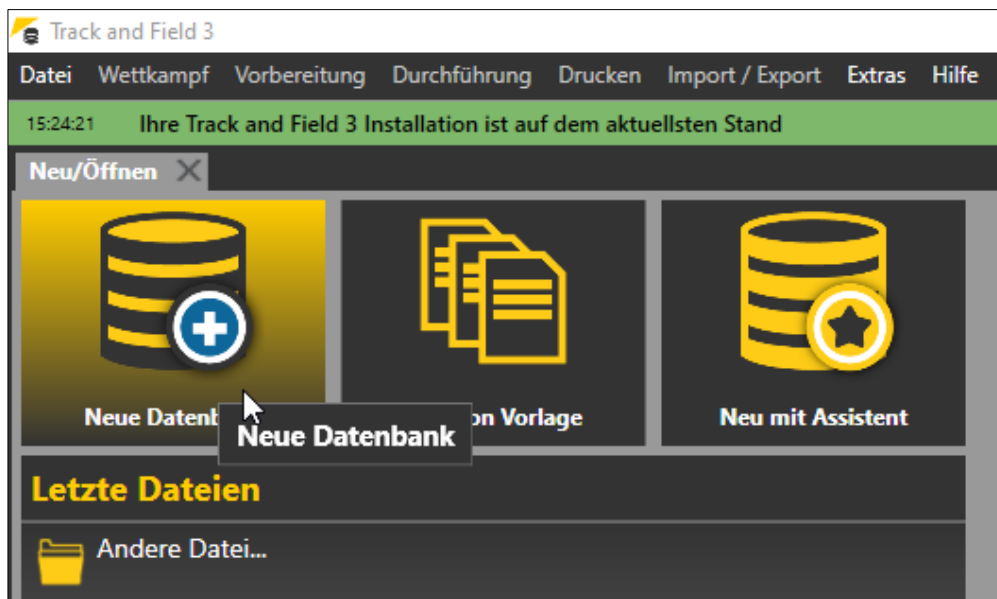 Track and Field 3
Datei Wettkampf Vorbereitung Durchführung Drucken Import / Export Extras Hilfe
15:24:21 Ihre Track and Field 3 Installation ist auf dem aktuellsten Stand
Neu/Öffnen
Neue Vorlage Neu mit Assistent
Neue Datenbank
Letzte Dateien
Andere Datei...